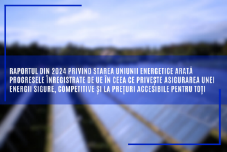 RAPORTUL DIN 2024 PRIVIND STAREA UNIUNII ENERGETICE ARATĂ
PROGRESELE ÎNREGISTRATE DE UE ÎN CEEA CE PRIVEȘTE ASIGURAREA UNEI
ENERGII SIGURE, COMPETITIVE ȘI LA PREȚURI ACCESIBILE PENTRU TOȚI